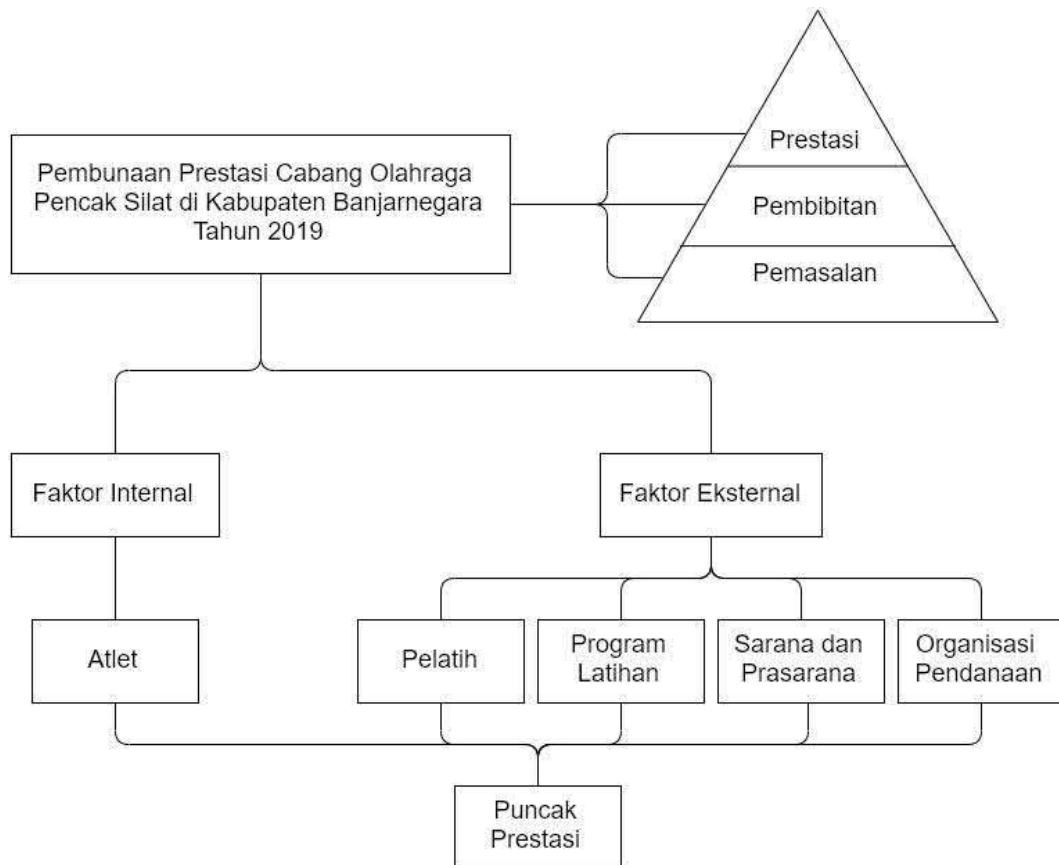 Prestasi
Pembibitan
Pemasalan
Pembunaan Prestasi Cabang Olahraga
Pencak Silat di Kabupaten Banjarnegara
Tahun 2019
Faktor Internal
Faktor Eksternal
Atlet
Pelatih
Program
Latihan
Sarana dan
Prasarana
Organisasi
Pendanaan
Puncak
Prestasi